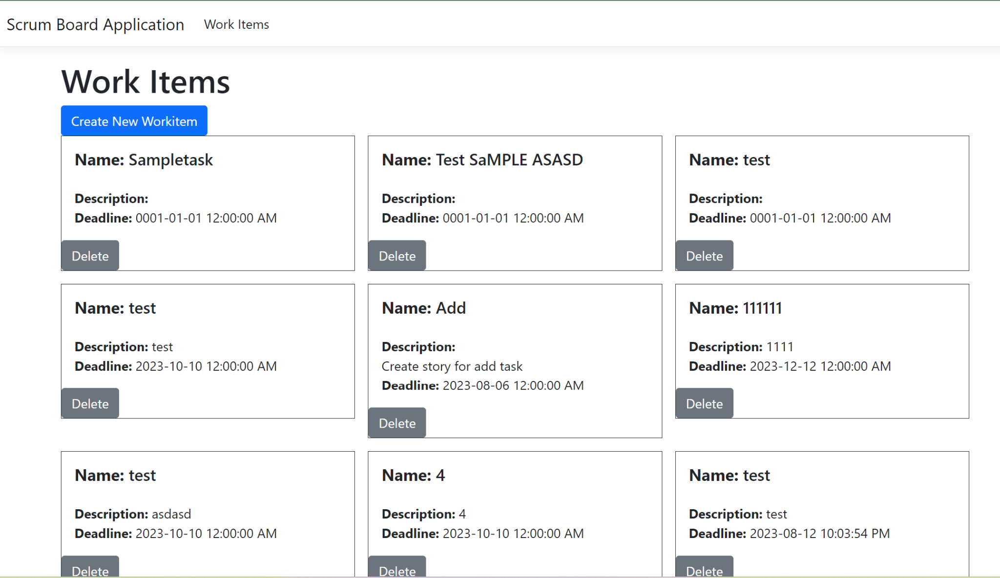 Scrum Board Application Work Items
Work Items
Create New Workitem
Name: Sampletask
Description:
Deadline: 0001-01-01 12:00:00 AM
Delete
Name: Test SaMPLE ASASD
Description:
Deadline: 0001-01-01 12:00:00 AM
Delete
Name: test
Description:
Deadline: 0001-01-01 12:00:00 AM
Delete
Name: test
Description: test
Deadline: 2023-10-10 12:00:00 AM
Delete
Name: Add
Description:
Create story for add task
Deadline: 2023-08-06 12:00:00 AM
Delete
Name: 111111
Description: 1111
Deadline: 2023-12-12 12:00:00 AM
Delete
Name: test
Description: asdasd
Deadline: 2023-10-10 12:00:00 AM
Delete
Name: 4
Description: 4
Deadline: 2023-10-10 12:00:00 AM
Delete
Name: test
Description: test
Deadline: 2023-08-12 10:03:54 PM
Delete